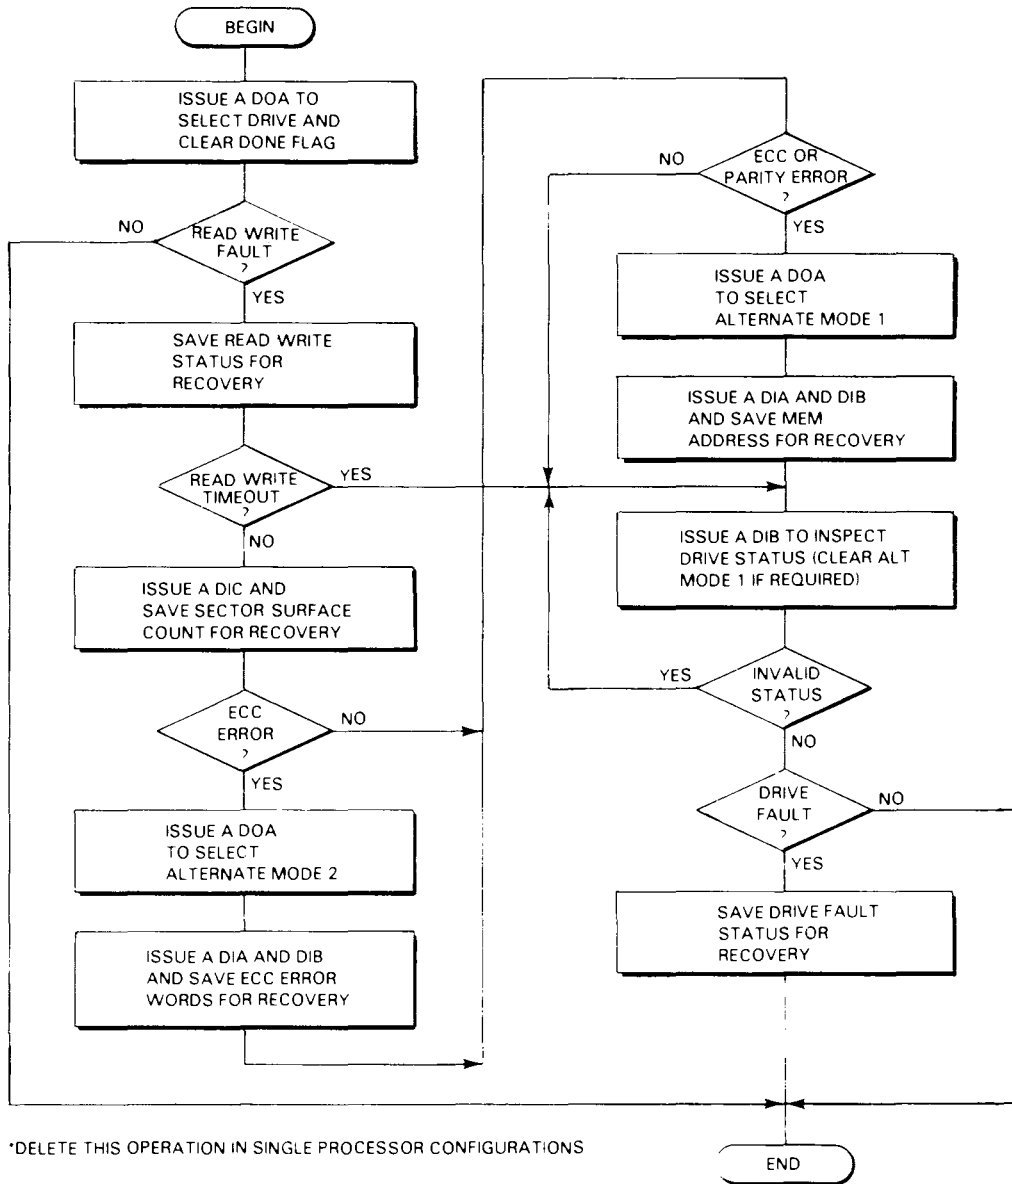 BEGIN
ISSUE A DOA TO
SELECT DRIVE AND
CLEAR DONE FLAG
NO
READ WRITE
FAULT
?
YES
SAVE READ WRITE
STATUS FOR
RECOVERY
READ WRITE
TIMEOUT
?
YES
NO
ISSUE A DIC AND
SAVE SECTOR SURFACE
COUNT FOR RECOVERY
ECC
ERROR
?
NO
YES
ISSUE A DOA
TO SELECT
ALTERNATE MODE 2
ISSUE A DIA AND DIB
AND SAVE ECC ERROR
WORDS FOR RECOVERY
NO
ECC OR
PARITY ERROR
?
YES
ISSUE A DOA
TO SELECT
ALTERNATE MODE 1
ISSUE A DIA AND DIB
AND SAVE MEM
ADDRESS FOR RECOVERY
ISSUE A DIB TO INSPECT
DRIVE STATUS (CLEAR ALT
MODE 1 IF REQUIRED)
YES
INVALID
STATUS
?
NO
DRIVE
FAULT
?
NO
YES
SAVE DRIVE FAULT
STATUS FOR
RECOVERY
*DELETE THIS OPERATION IN SINGLE PROCESSOR CONFIGURATIONS
END